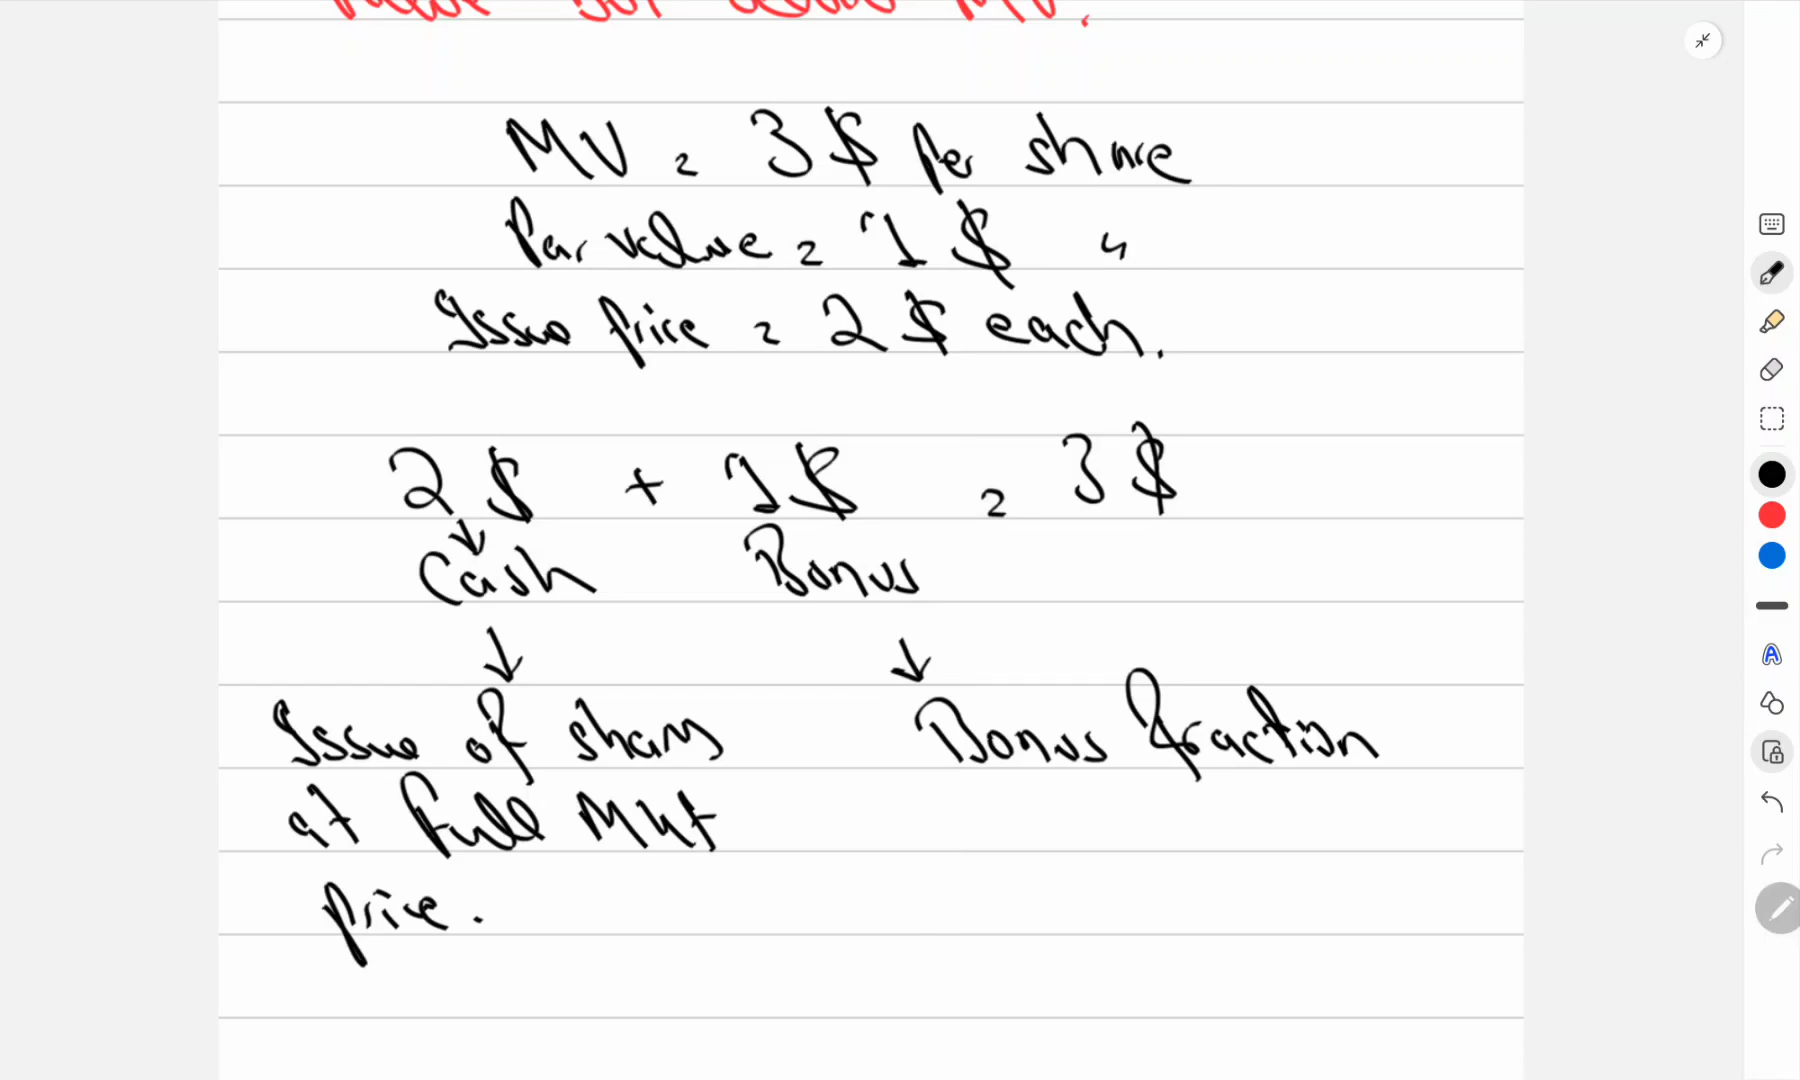 MV = 3 $ Per share
Par value = 1 $ "
Issue price = 2 $ each.
2 $ + 1 $ = 3 $
Cash Bonus
Issue of shares Bonus fraction
at full Mkt
price.